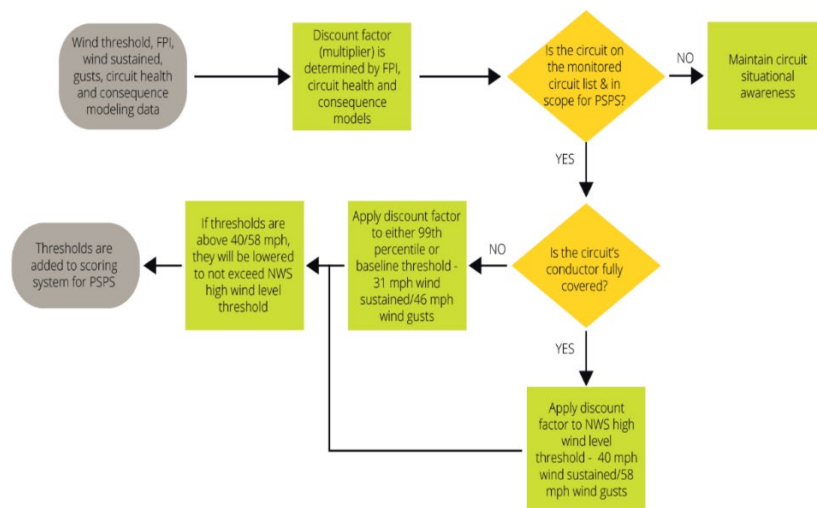 Wind threshold, FPI,
wind sustained,
gusts, circuit health
and consequence
modeling data
Discount factor
(multiplier) is
determined by FPI,
circuit health and
consequence
models
Is the circuit on
the monitored
circuit list & in
scope for PSPS?
NO
Maintain circuit
situational
awareness
YES
Is the circuit's
conductor fully
covered?
NO
Apply discount factor
to either 99th
percentile or
baseline threshold -
31 mph wind
sustained/46 mph
wind gusts
If thresholds are
above 40/58 mph,
they will be lowered
to not exceed NWS
high wind level
threshold
Thresholds are
added to scoring
system for PSPS
YES
Apply discount
factor to NWS high
wind level
threshold - 40 mph
wind sustained/58
mph wind gusts